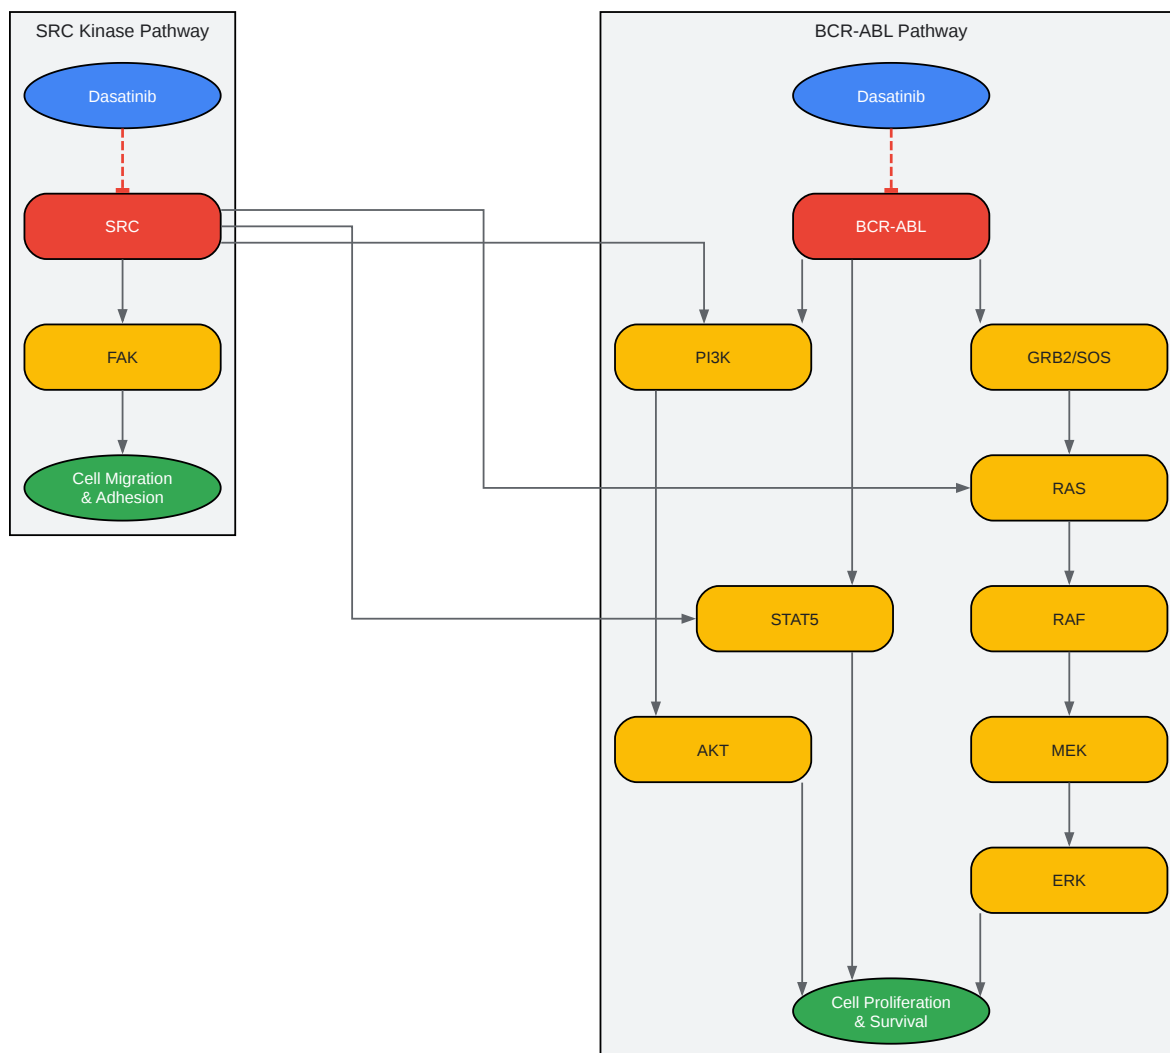 SRC Kinase Pathway
Dasatinib
SRC
FAK
Cell Migration
& Adhesion
BCR-ABL Pathway
Dasatinib
BCR-ABL
PI3K
GRB2/SOS
RAS
STAT5
RAF
AKT
MEK
ERK
Cell Proliferation
& Survival